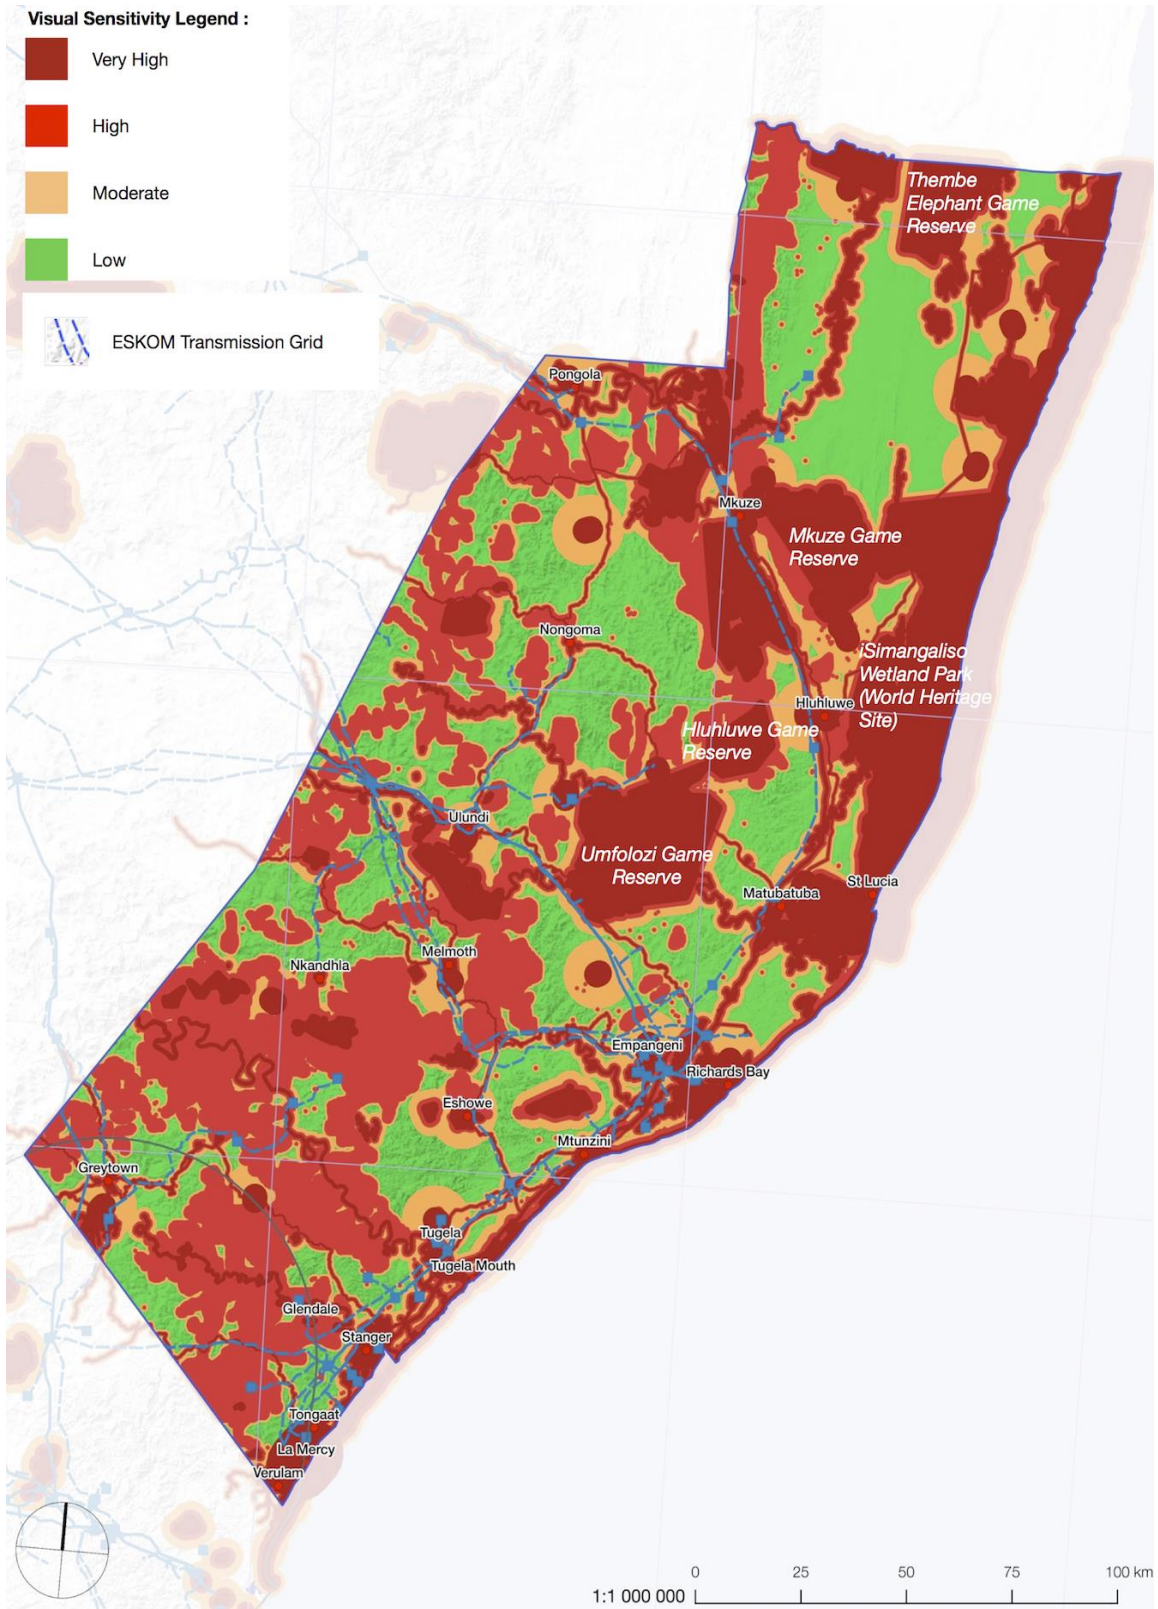 Visual Sensitivity Legend :
Very High
High
Moderate
Low
ESKOM Transmission Grid
Thembe
Elephant Game
Reserve
Pongola
Mkuze
Mkuze Game
Reserve
Nongoma
iSimangaliso
Wetland Park
(World Heritage
Site)
Hluhluwe
Hluhluwe Game
Reserve
Ulundi
Umfolozi Game
Reserve
St Lucia
Matubatuba
Melmoth
Nkandhla
Empangeni
Richards Bay
Eshowe
Mtunzini
Greytown
Tugela
Tugela Mouth
Glendale
Stanger
Tongaat
La Mercy
Verulam
0 25 50 75 100 km
1:1 000 000